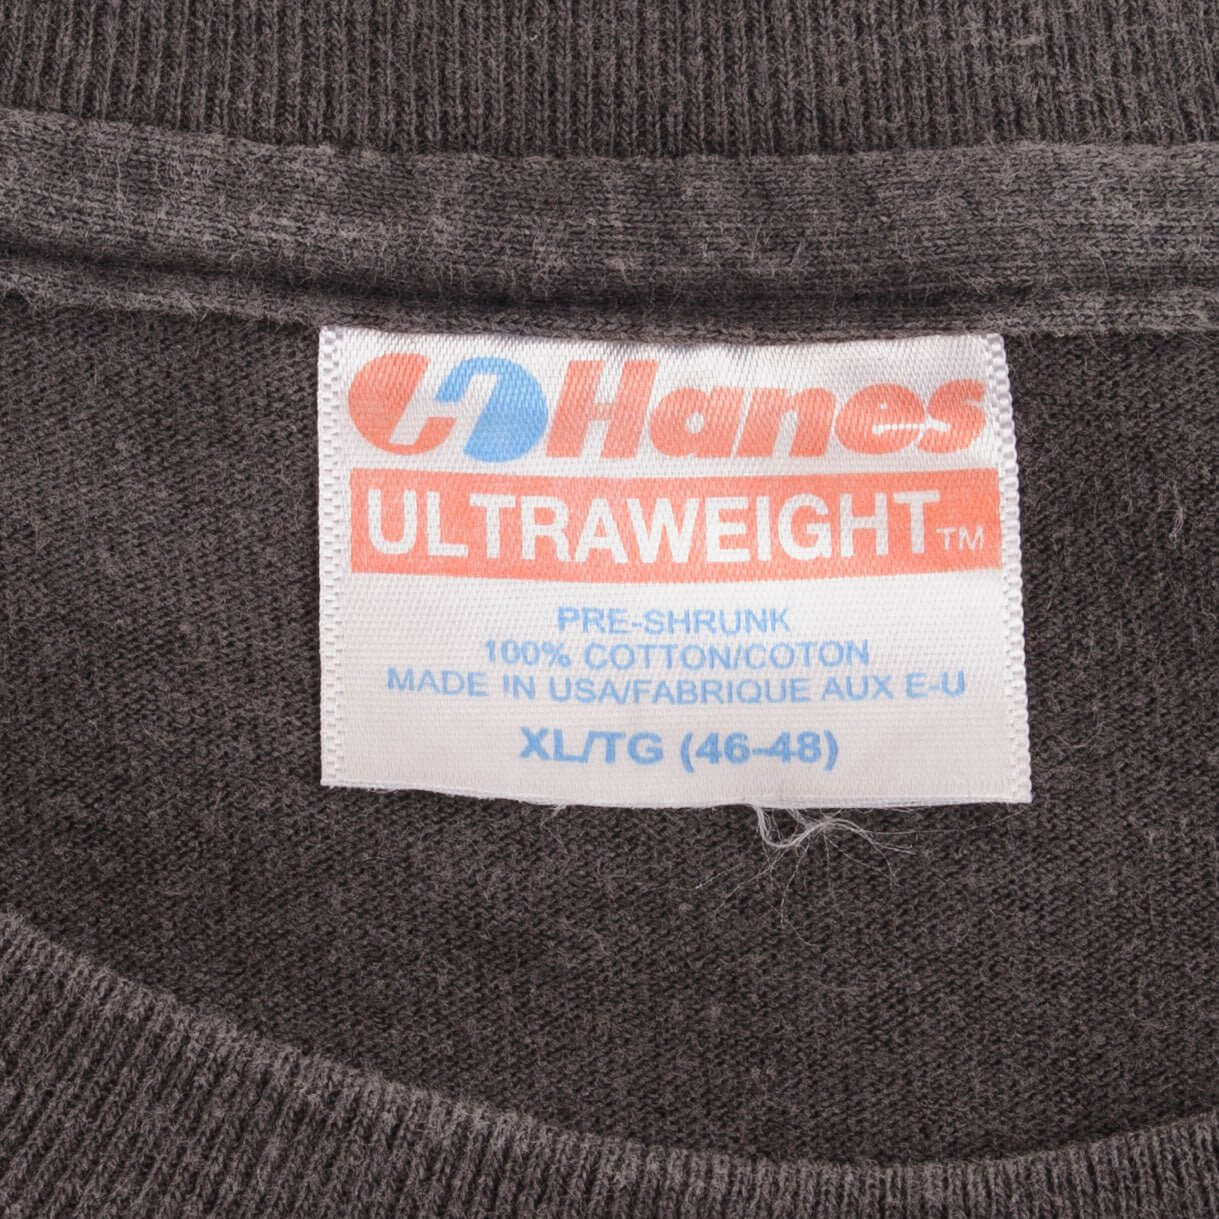 Hanes
ULTRAWEIGHT™
PRE-SHRUNK
100% COTTON/COTON
MADE IN USA/FABRIQUE AUX E-U
XL/TG (46-48)